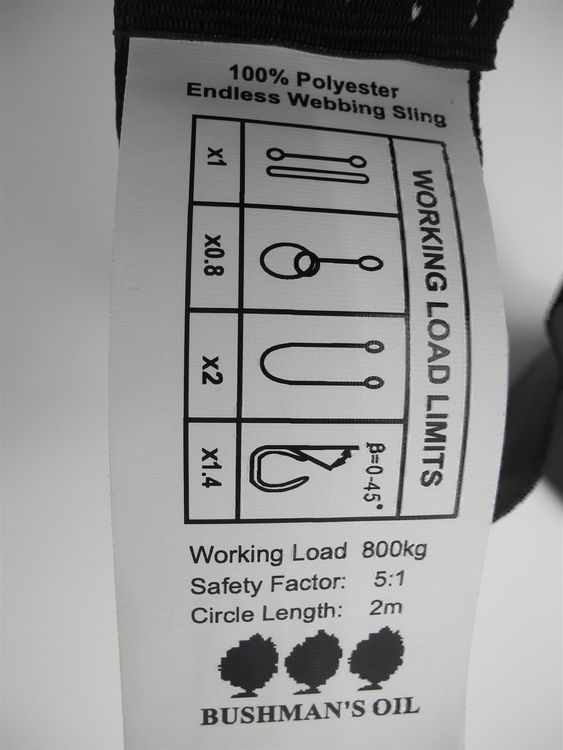 100% Polyester
Endless Webbing Sling
WORKING LOAD LIMITS
x1
x0.8
x2
x1.4
β=0-45°
Working Load 800kg
Safety Factor: 5:1
Circle Length: 2m
BUSHMAN'S OIL